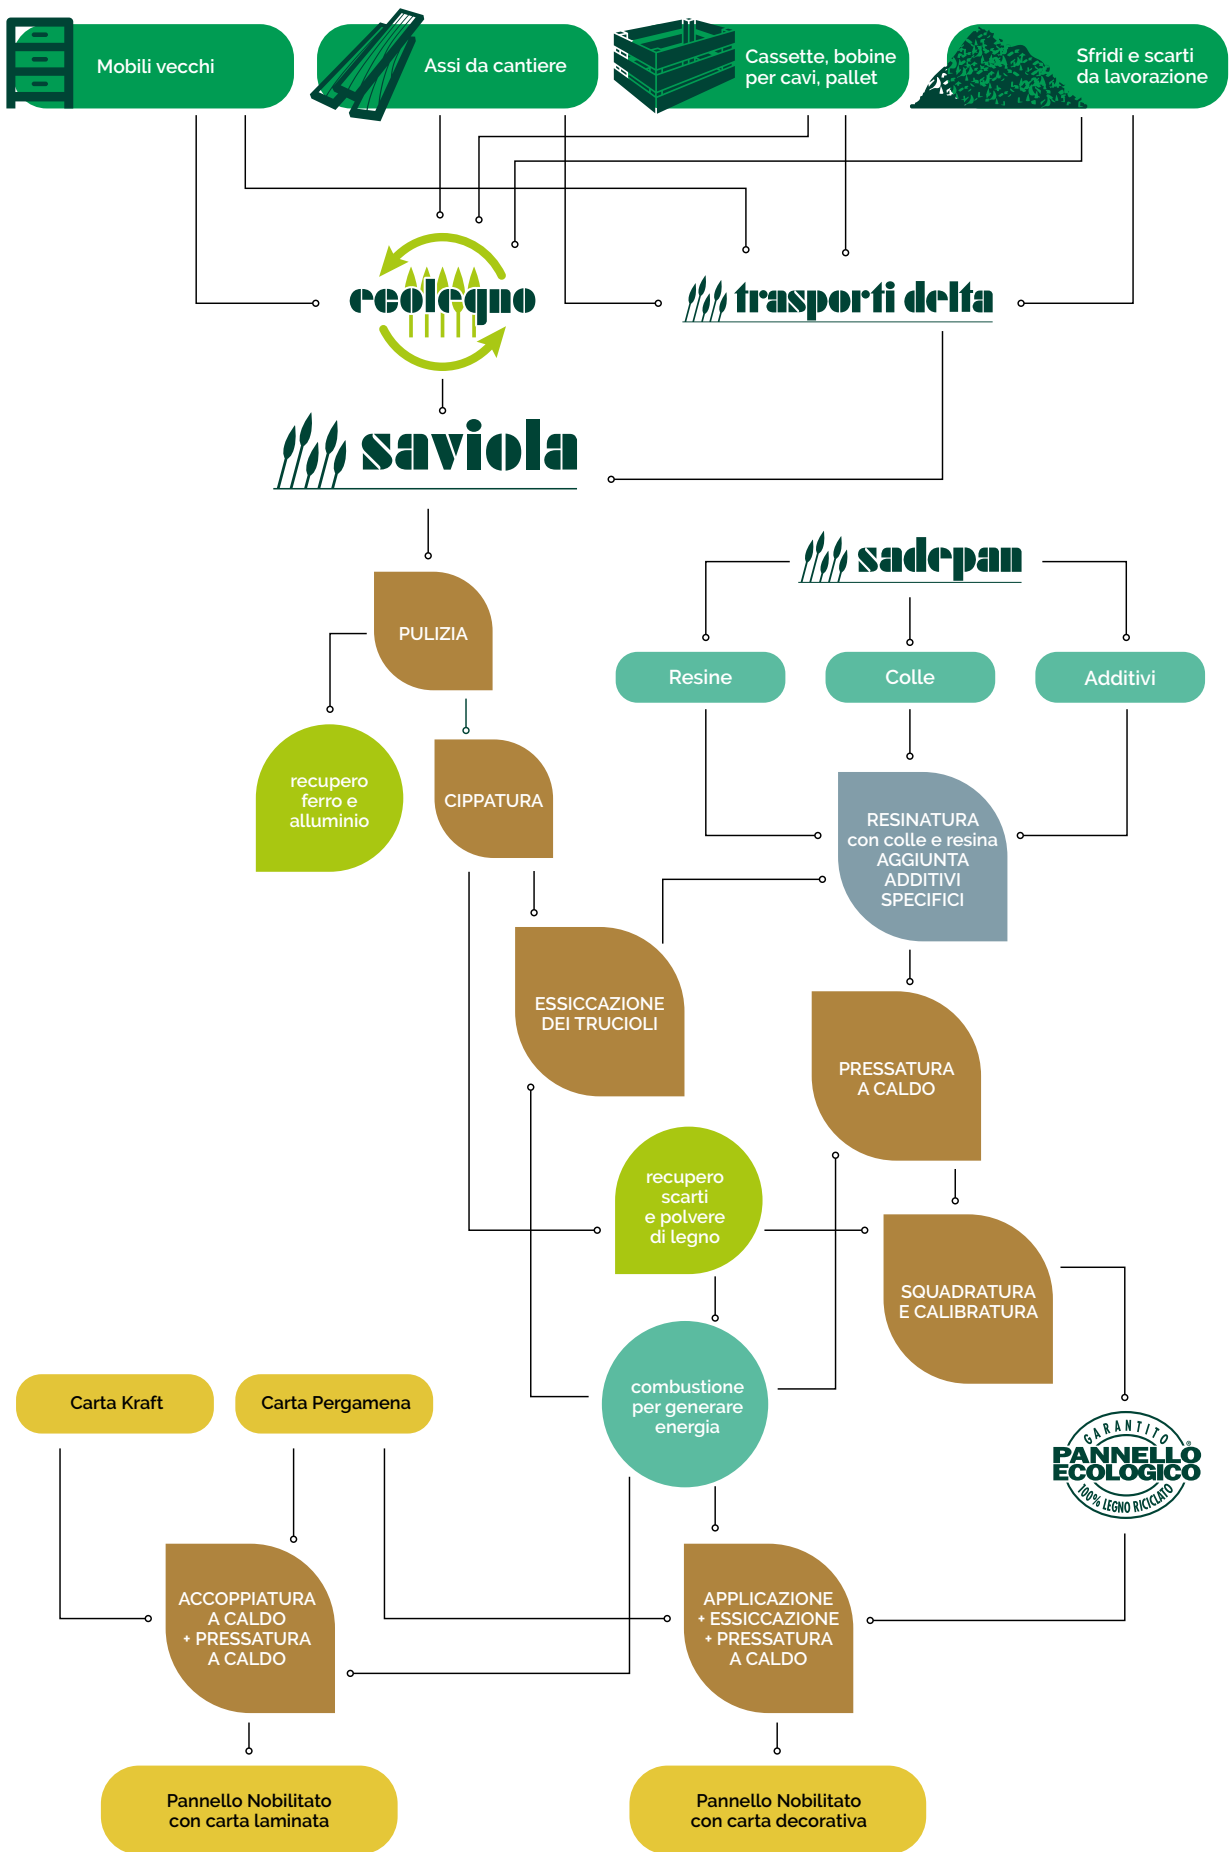 Mobili vecchi
Assi da cantiere
Cassette, bobine
per cavi, pallet
Sfridi e scarti
da lavorazione
ecolegno
trasporti delta
saviola
sadepan
PULIZIA
Resine
Colle
Additivi
recupero
ferro e
alluminio
CIPPATURA
RESINATURA
con colle e resina
AGGIUNTA
ADDITIVI
SPECIFICI
ESSICCAZIONE
DEI TRUCIOLI
PRESSATURA
A CALDO
recupero
scarti
e polvere
di legno
SQUADRATURA
E CALIBRATURA
combustione
per generare
energia
Carta Kraft
Carta Pergamena
GARANTITO
PANNELLO®
ECOLOGICO
100% LEGNO RICICLATO
ACCOPPIATURA
A CALDO
+ PRESSATURA
A CALDO
APPLICAZIONE
+ ESSICCAZIONE
+ PRESSATURA
A CALDO
Pannello Nobilitato
con carta laminata
Pannello Nobilitato
con carta decorativa